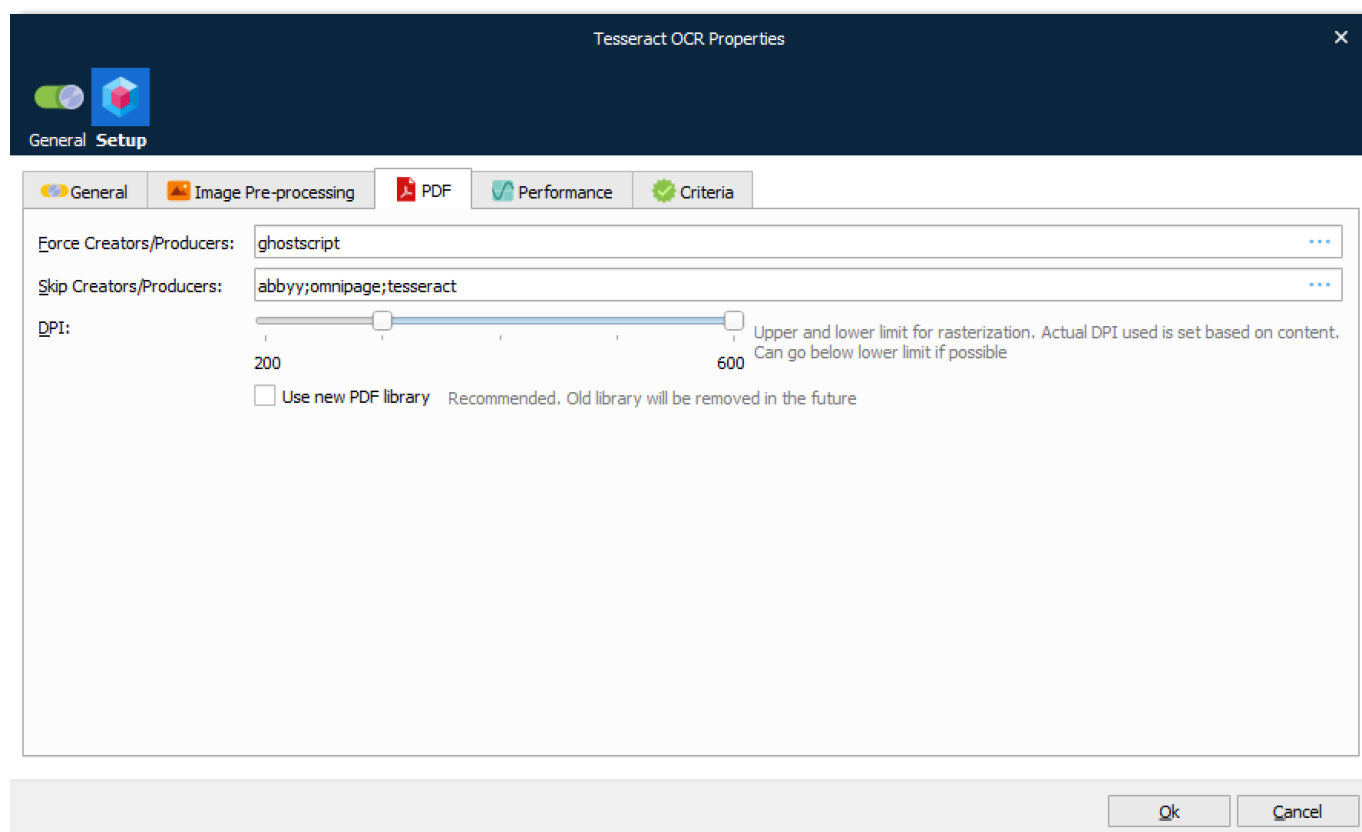 Tesseract OCR Properties
General Setup
General Image Pre-processing PDF Performance Criteria
Force Creators/Producers: ghostscript
Skip Creators/Producers: abbyy;omnipage;tesseract
DPI:
Upper and lower limit for rasterization. Actual DPI used is set based on content.
Can go below lower limit if possible
200 600
Use new PDF library Recommended. Old library will be removed in the future
Ok Cancel